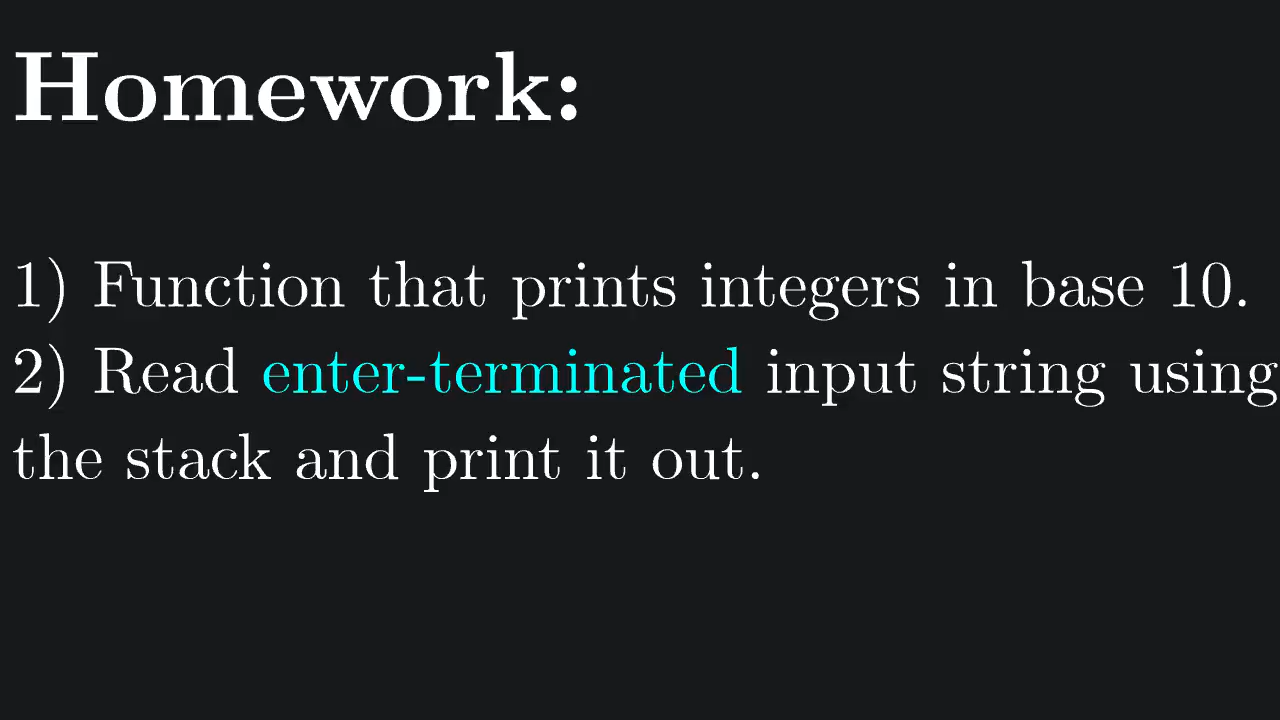 Homework:
1) Function that prints integers in base 10.
2) Read enter-terminated input string using
the stack and print it out.